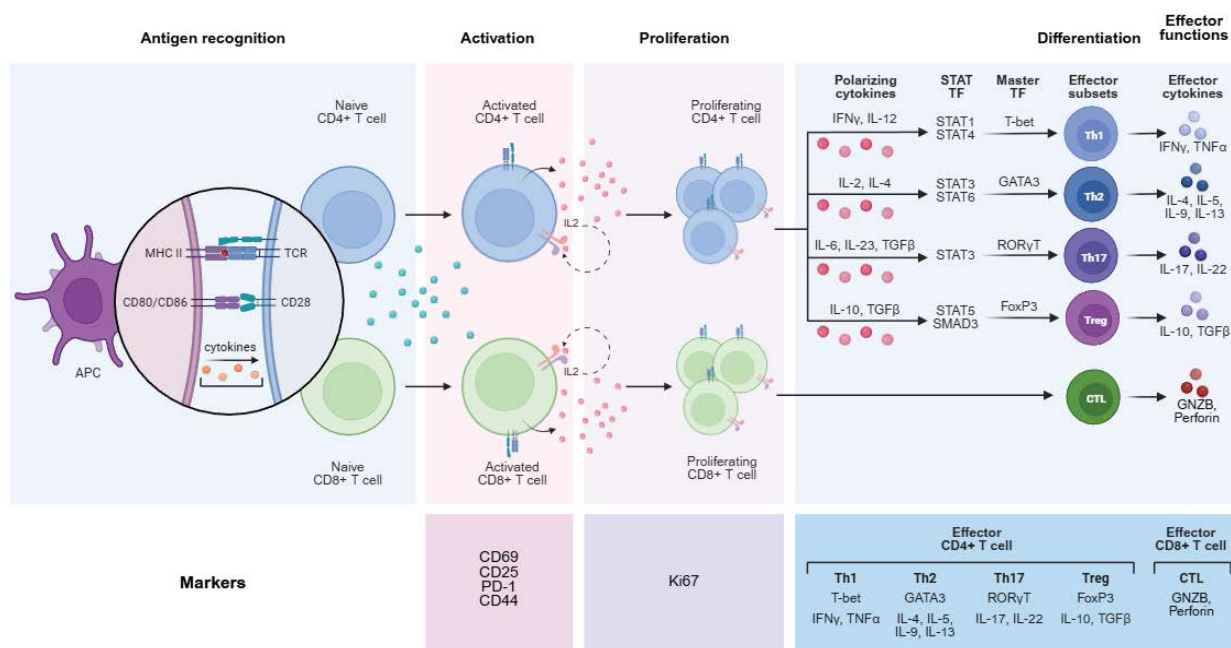 Antigen recognition
Activation
Proliferation
Differentiation
Effector
functions
Naive
CD4+ T cell
Activated
CD4+ T cell
Proliferating
CD4+ T cell
Polarizing
cytokines
STAT
TF
Master
TF
Effector
subsets
Effector
cytokines
IFNγ, IL-12
STAT1
STAT4
T-bet
Th1
IFNγ, TNFα
IL-2, IL-4
STAT3
STAT6
GATA3
Th2
IL-4, IL-5,
IL-9, IL-13
IL-6, IL-23, TGFβ
STAT3
RORγT
Th17
IL-17, IL-22
IL-10, TGFβ
STAT5
SMAD3
FoxP3
Treg
IL-10, TGFβ
MHC II
TCR
CD80/CD86
CD28
cytokines
APC
IL2
IL2
CTL
GNZB,
Perforin
Naive
CD8+ T cell
Activated
CD8+ T cell
Proliferating
CD8+ T cell
Markers
CD69
CD25
PD-1
CD44
Ki67
Effector
CD4+ T cell
Effector
CD8+ T cell
Th1
T-bet
IFNγ, TNFα
Th2
GATA3
IL-4, IL-5,
IL-9, IL-13
Th17
RORγT
IL-17, IL-22
Treg
FoxP3
IL-10, TGFβ
CTL
GNZB,
Perforin